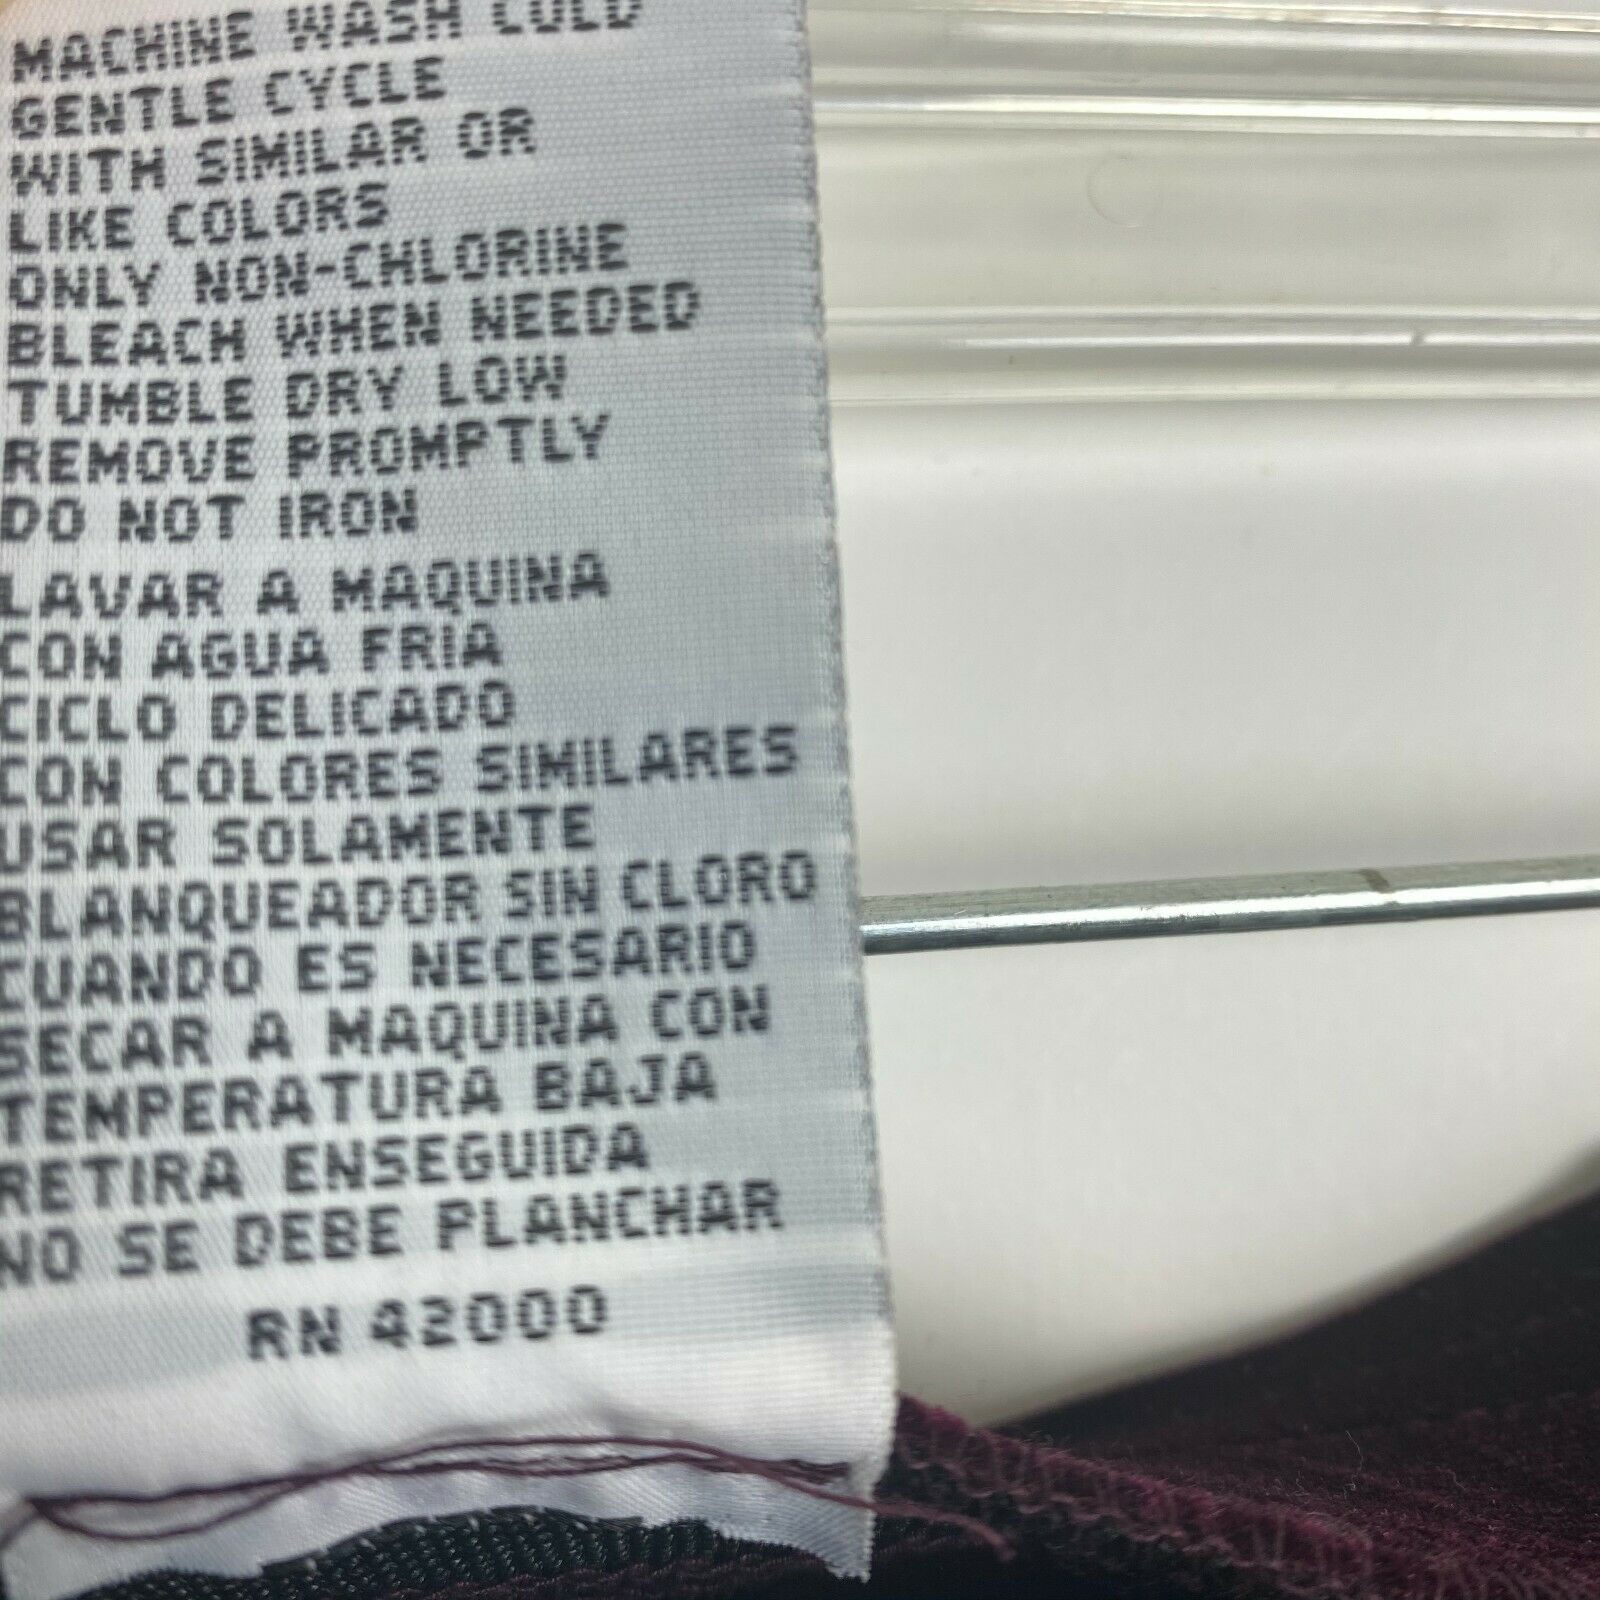 MACHINE WASH COLD
GENTLE CYCLE
WITH SIMILAR OR
LIKE COLORS
ONLY NON-CHLORINE
BLEACH WHEN NEEDED
TUMBLE DRY LOW
REMOVE PROMPTLY
DO NOT IRON
LAVAR A MAQUINA
CON AGUA FRIA
CICLO DELICADO
CON COLORES SIMILARES
USAR SOLAMENTE
BLANQUEADOR SIN CLORO
CUANDO ES NECESARIO
SECAR A MAQUINA CON
TEMPERATURA BAJA
RETIRA ENSEGUIDA
NO SE DEBE PLANCHAR
RN 42000